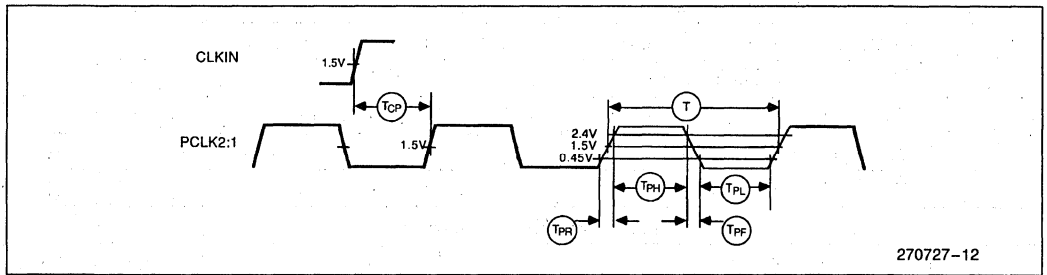 CLKIN
1.5V
TCP
PCLK2:1
1.5V
T
2.4V
1.5V
0.45V
TPH
TPL
TPR
TPF
270727-12